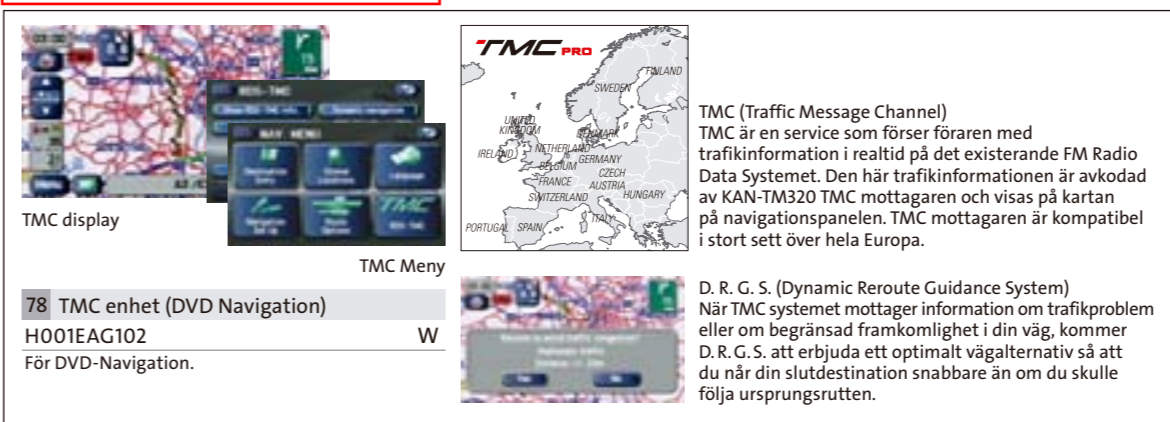 TMC display
NAV MENU
RDS-TMC
TMC Meny
78 TMC enhet (DVD Navigation)
H001EAG102 W
För DVD-Navigation.
TMC PRO
FINLAND
SWEDEN
UNITED
KINGDOM
DENMARK
IRELAND
NETHERLAND
BELGIUM
GERMANY
CZECH
FRANCE
AUSTRIA
SWITZERLAND
HUNGARY
ITALY
PORTUGAL
SPAIN
TMC (Traffic Message Channel)
TMC är en service som förser föraren med
trafikinformation i realtid på det existerande FM Radio
Data Systemet. Den här trafikinformationen är avkodad
av KAN-TM320 TMC mottagaren och visas på kartan
på navigationspanelen. TMC mottagaren är kompatibel
i stort sett över hela Europa.
D. R. G. S. (Dynamic Reroute Guidance System)
När TMC systemet mottager information om trafikproblem
eller om begränsad framkomlighet i din väg, kommer
D. R. G. S. att erbjuda ett optimalt vägalternativ så att
du når din slutdestination snabbare än om du skulle
följa ursprungsrutten.